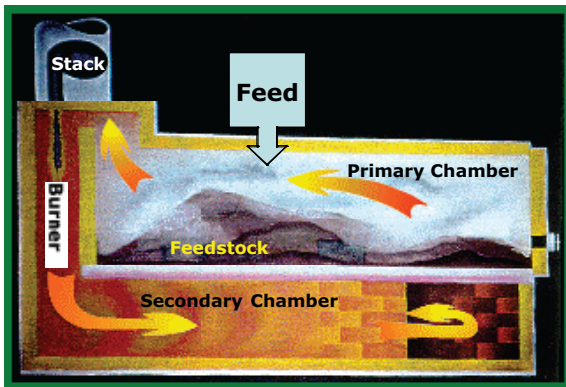 Stack
Feed
Primary Chamber
Burner
Feedstock
Secondary Chamber